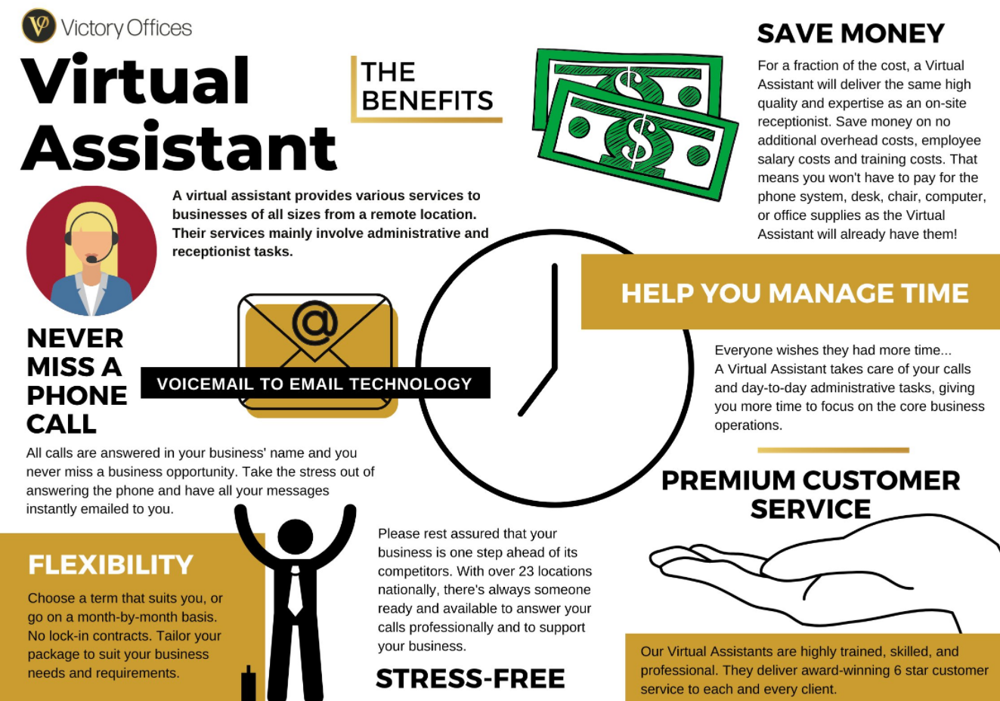 Victory Offices
Virtual
Assistant
THE
BENEFITS
A virtual assistant provides various services to
businesses of all sizes from a remote location.
Their services mainly involve administrative and
receptionist tasks.
SAVE MONEY
For a fraction of the cost, a Virtual
Assistant will deliver the same high
quality and expertise as an on-site
receptionist. Save money on no
additional overhead costs, employee
salary costs and training costs. That
means you won't have to pay for the
phone system, desk, chair, computer,
or office supplies as the Virtual
Assistant will already have them!
NEVER
MISS A
PHONE
CALL
VOICEMAIL TO EMAIL TECHNOLOGY
All calls are answered in your business' name and you
never miss a business opportunity. Take the stress out of
answering the phone and have all your messages
instantly emailed to you.
HELP YOU MANAGE TIME
Everyone wishes they had more time...
A Virtual Assistant takes care of your calls
and day-to-day administrative tasks, giving
you more time to focus on the core business
operations.
FLEXIBILITY
Choose a term that suits you, or
go on a month-by-month basis.
No lock-in contracts. Tailor your
package to suit your business
needs and requirements.
Please rest assured that your
business is one step ahead of its
competitors. With over 23 locations
nationally, there's always someone
ready and available to answer your
calls professionally and to support
your business.
STRESS-FREE
PREMIUM CUSTOMER
SERVICE
Our Virtual Assistants are highly trained, skilled, and
professional. They deliver award-winning 6 star customer
service to each and every client.